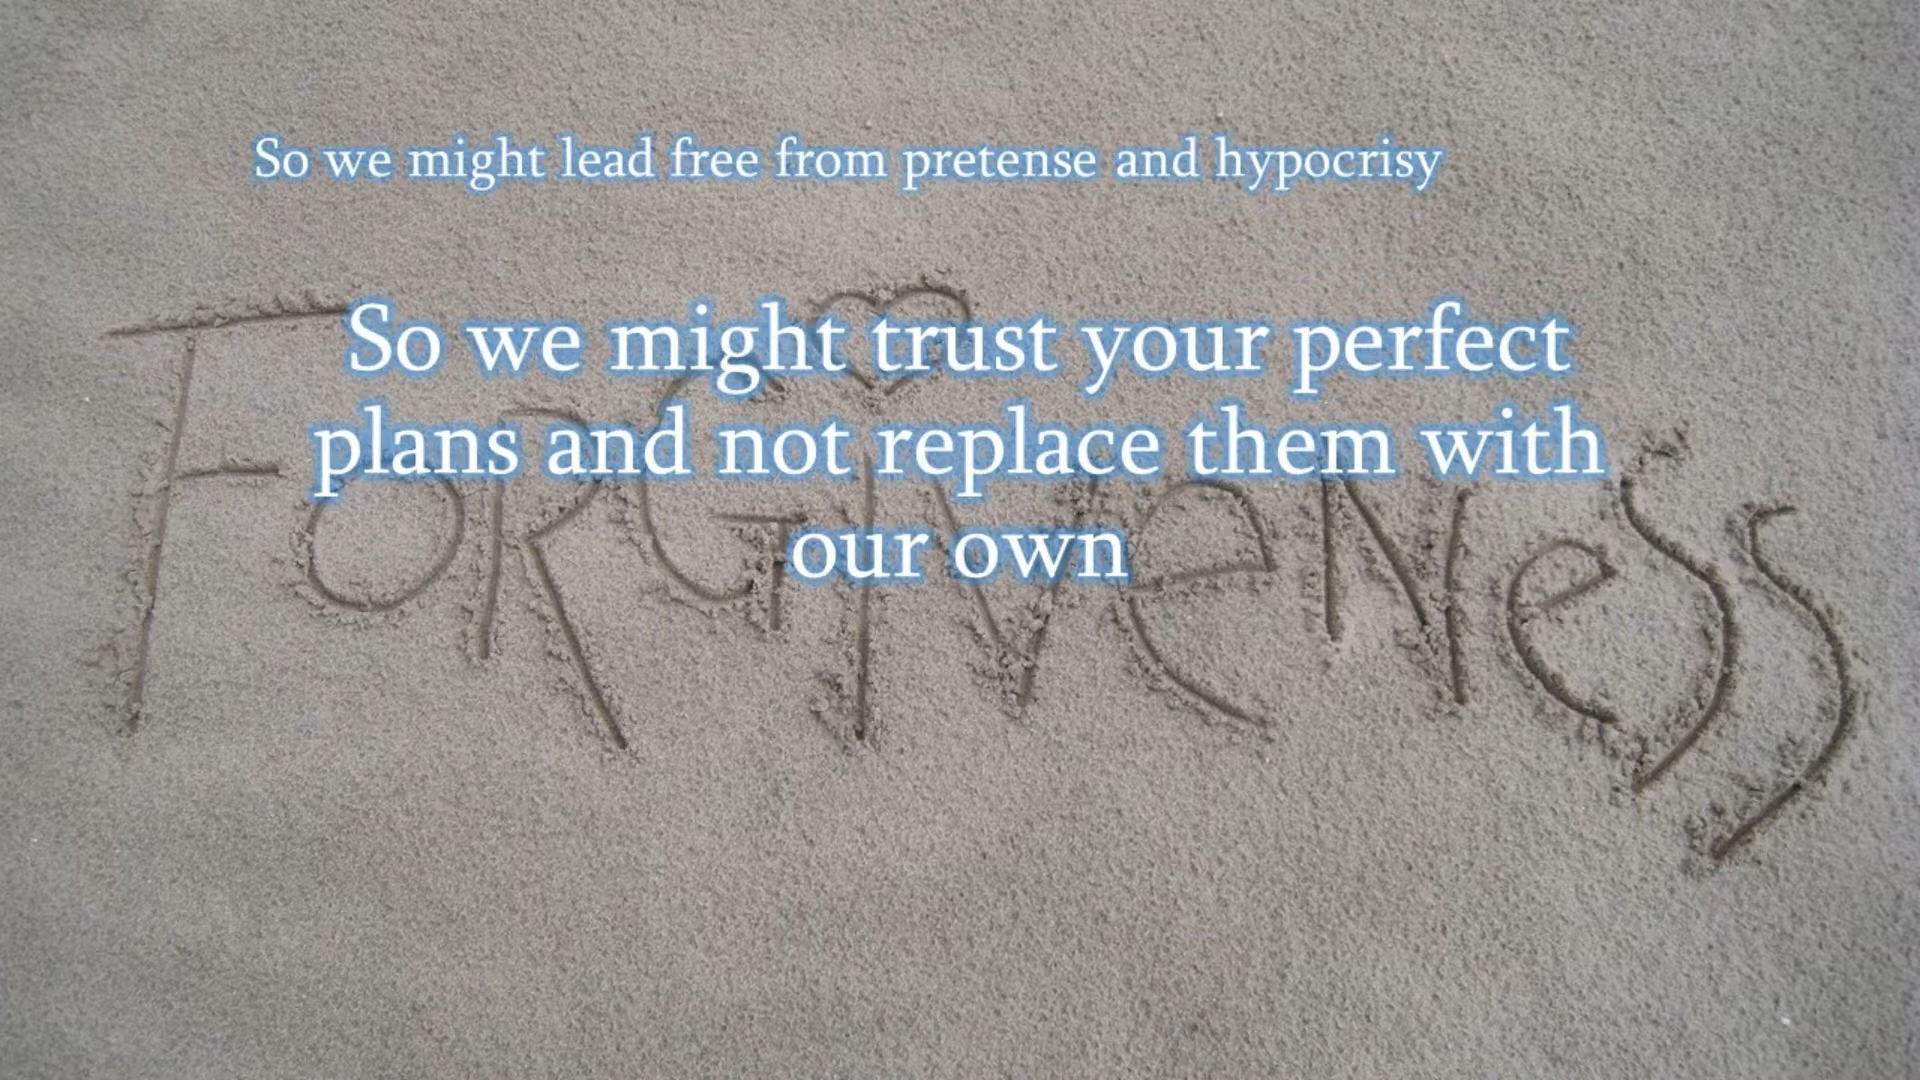 So we might lead free from pretense and hypocrisy
So we might trust your perfect
plans and not replace them with
our own
FORGIVeNeSS